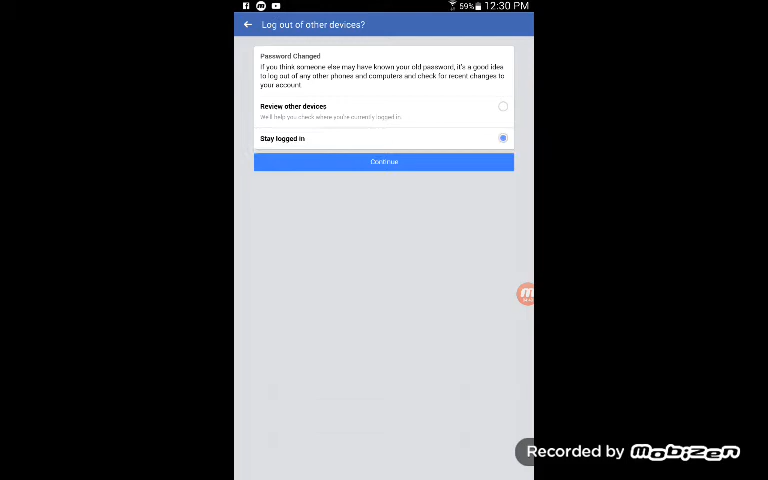 59% 12:30 PM
Log out of other devices?
Password Changed
If you think someone else may have known your old password, it's a good idea
to log out of any other phones and computers and check for recent changes to
your account.
Review other devices
We'll help you check where you're currently logged in.
Stay logged in
Continue
Recorded by mobizen